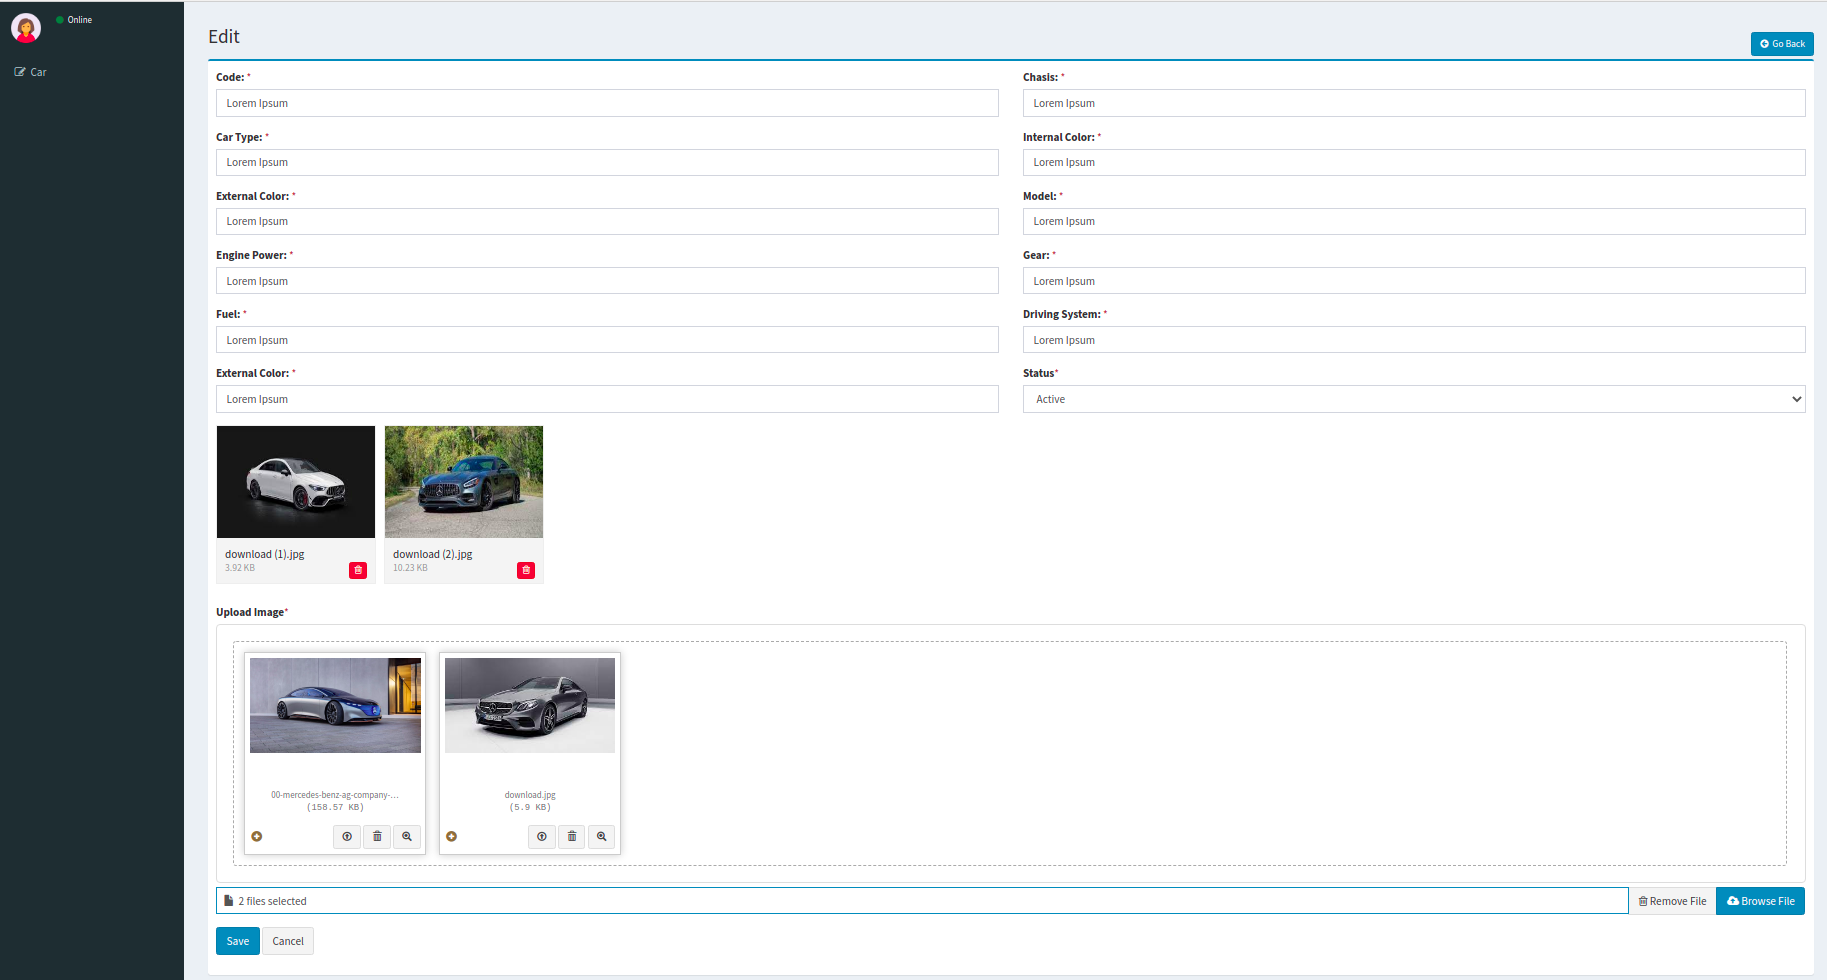 Online
Car
Edit
Go Back
Code: *
Chasis: *
Lorem Ipsum
Lorem Ipsum
Car Type: *
Internal Color: *
Lorem Ipsum
Lorem Ipsum
External Color: *
Model: *
Lorem Ipsum
Lorem Ipsum
Engine Power: *
Gear: *
Lorem Ipsum
Lorem Ipsum
Fuel: *
Driving System: *
Lorem Ipsum
Lorem Ipsum
External Color: *
Status*
Lorem Ipsum
Active
download (1).jpg
3.92 KB
download (2).jpg
10.23 KB
Upload Image*
00-mercedes-benz-ag-company-...
(158.57 KB)
download.jpg
(5.9 KB)
2 files selected
Remove File
Browse File
Save
Cancel